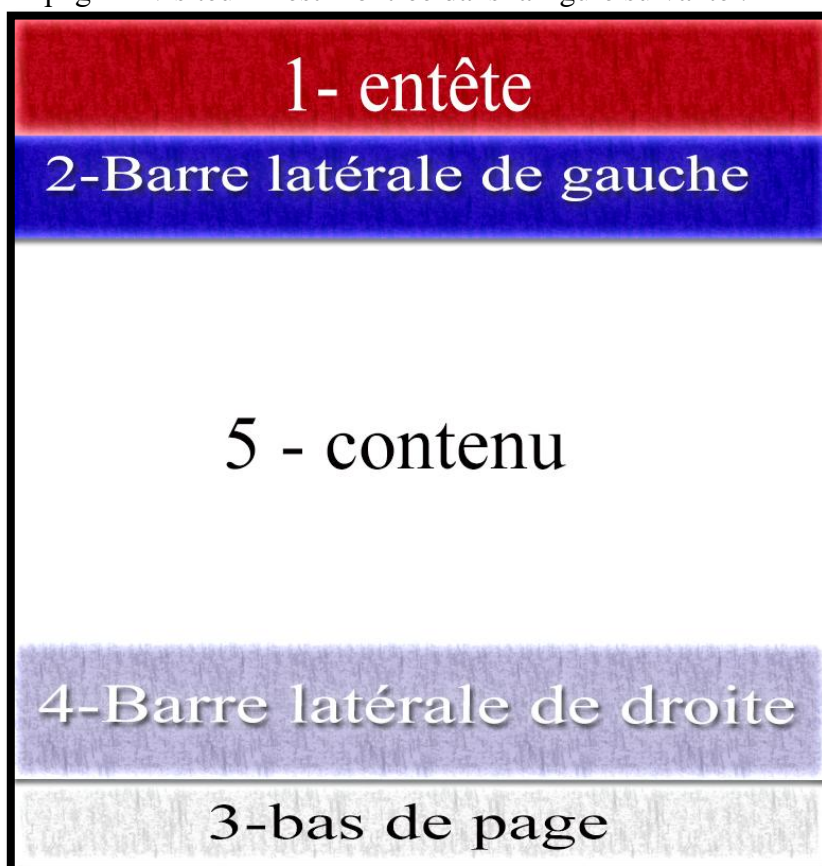 1- entête
2-Barre latérale de gauche
5 - contenu
4-Barre latérale de droite
3-bas de page